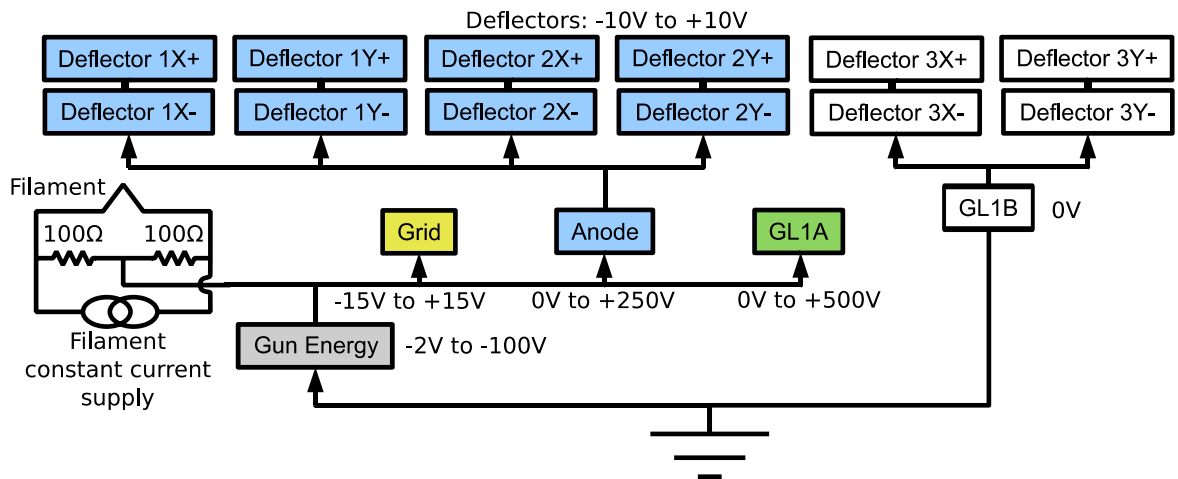 Deflectors: -10V to +10V
Deflector 1X+
Deflector 1Y+
Deflector 2X+
Deflector 2Y+
Deflector 3X+
Deflector 3Y+
Deflector 1X-
Deflector 1Y-
Deflector 2X-
Deflector 2Y-
Deflector 3X-
Deflector 3Y-
Filament
100Ω
100Ω
Grid
Anode
GL1A
GL1B
0V
-15V to +15V
0V to +250V
0V to +500V
Filament
constant current
supply
Gun Energy
-2V to -100V